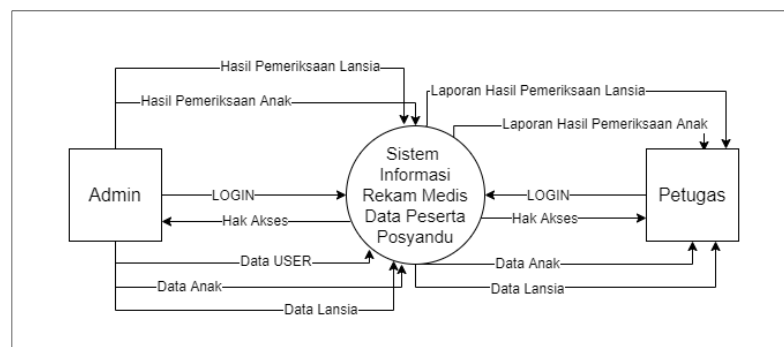 Hasil Pemeriksaan Lansia
Hasil Pemeriksaan Anak
Laporan Hasil Pemeriksaan Lansia
Laporan Hasil Pemeriksaan Anak
Admin
LOGIN
Hak Akses
Sistem
Informasi
Rekam Medis
Data Peserta
Posyandu
LOGIN
Hak Akses
Petugas
Data USER
Data Anak
Data Lansia
Data Anak
Data Lansia